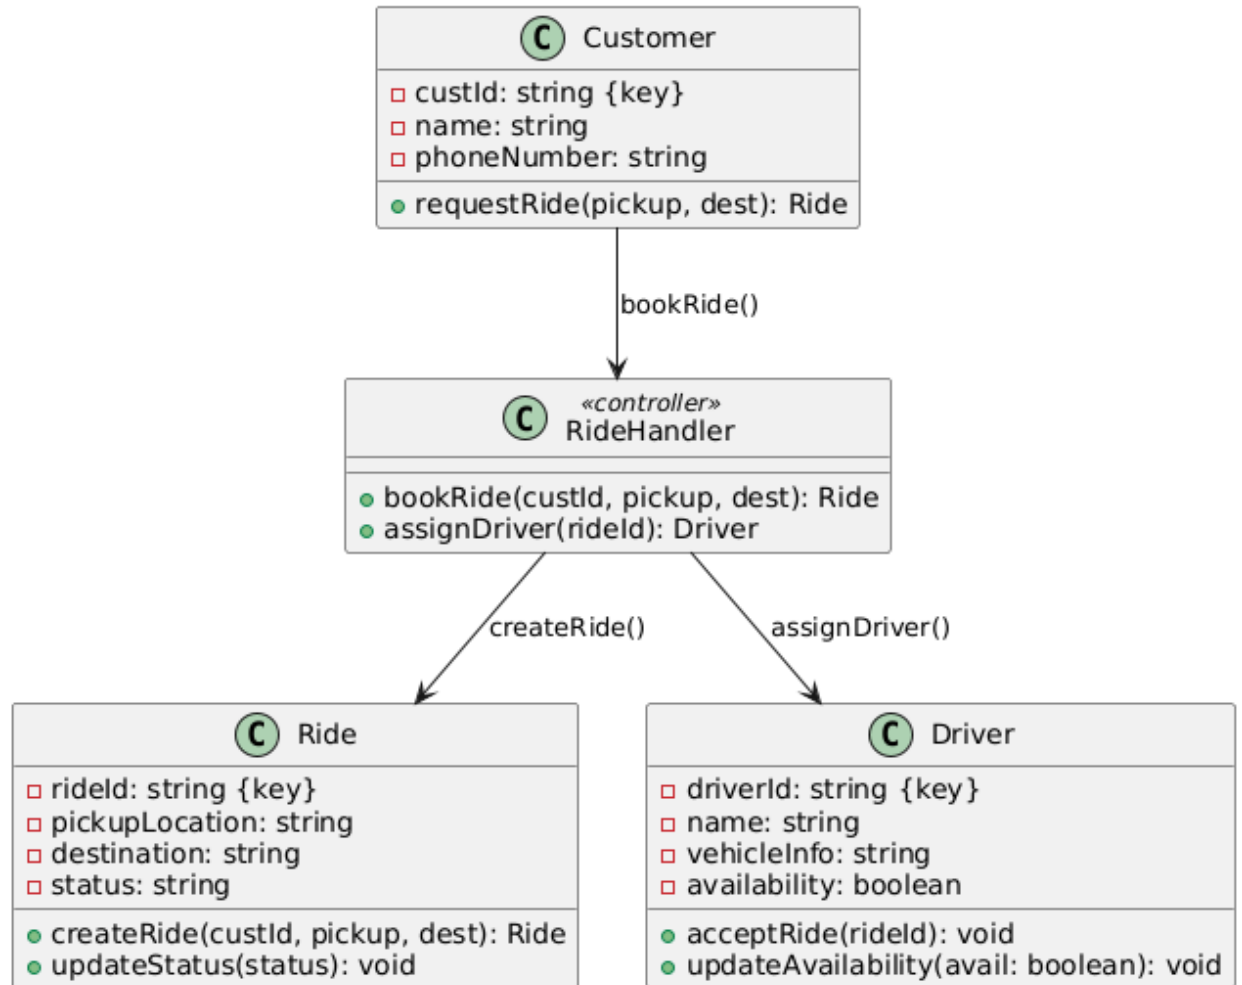 C Customer
custId: string {key}
name: string
phoneNumber: string
requestRide(pickup, dest): Ride
bookRide()
«controller»
C RideHandler
bookRide(custId, pickup, dest): Ride
assignDriver(rideId): Driver
createRide()
assignDriver()
C Ride
rideId: string {key}
pickupLocation: string
destination: string
status: string
createRide(custId, pickup, dest): Ride
updateStatus(status): void
C Driver
driverId: string {key}
name: string
vehicleInfo: string
availability: boolean
acceptRide(rideId): void
updateAvailability(avail: boolean): void